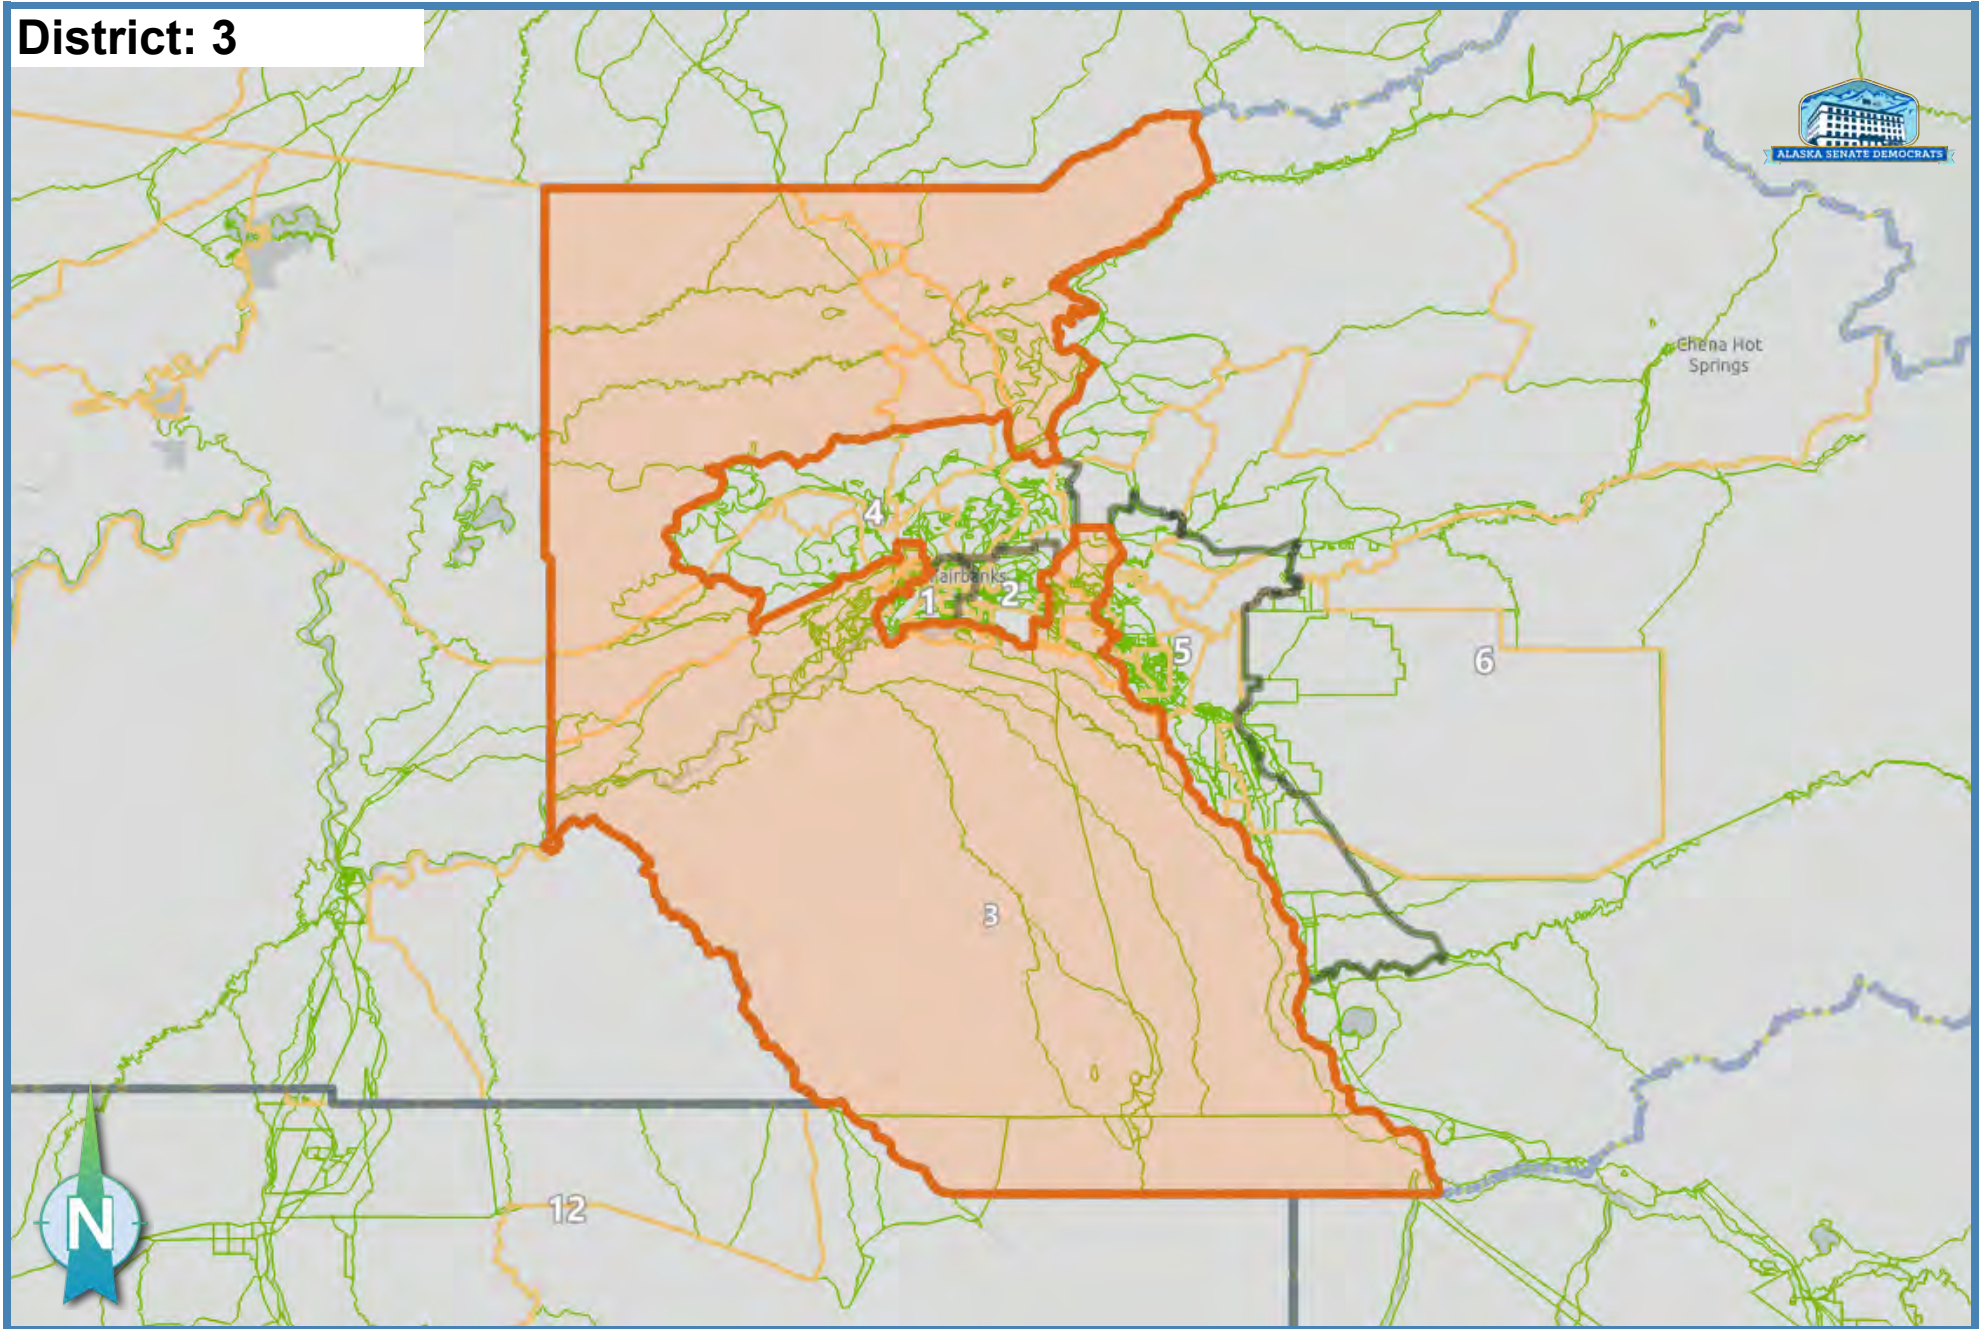 District: 3
ALASKA SENATE DEMOCRATS
Chena Hot
Springs
4
Fairbanks
1
2
5
6
3
12
N